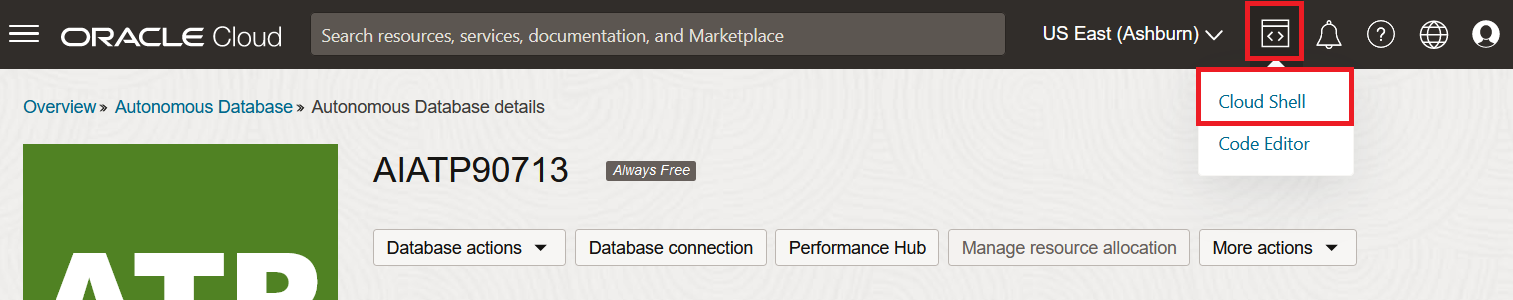 ORACLE Cloud
Search resources, services, documentation, and Marketplace
US East (Ashburn)
Cloud Shell
Code Editor
Overview » Autonomous Database » Autonomous Database details
AIATP90713
Always Free
Database actions
Database connection
Performance Hub
Manage resource allocation
More actions
ATP